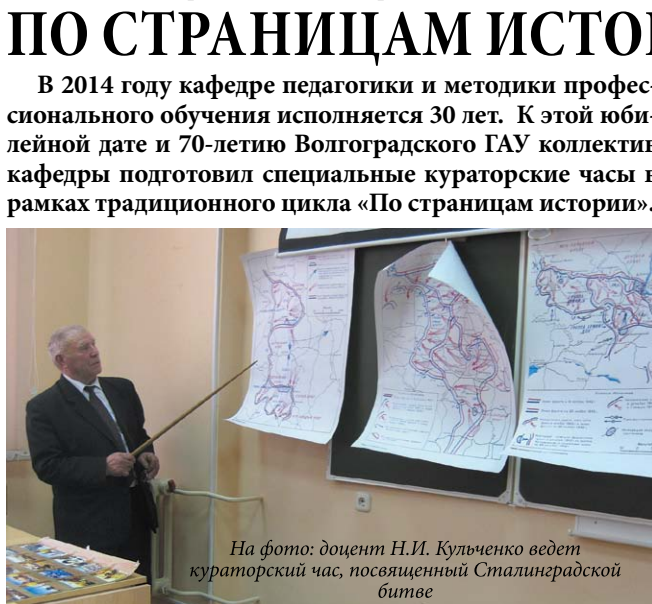 ПО СТРАНИЦАМ ИСТО
В 2014 году кафедре педагогики и методики профес-
сионального обучения исполняется 30 лет. К этой юби-
лейной дате и 70-летию Волгоградского ГАУ коллектив
кафедры подготовил специальные кураторские часы в
рамках традиционного цикла «По страницам истории».
На фото: доцент Н.И. Кульченко ведет
кураторский час, посвященный Сталинградской
битве